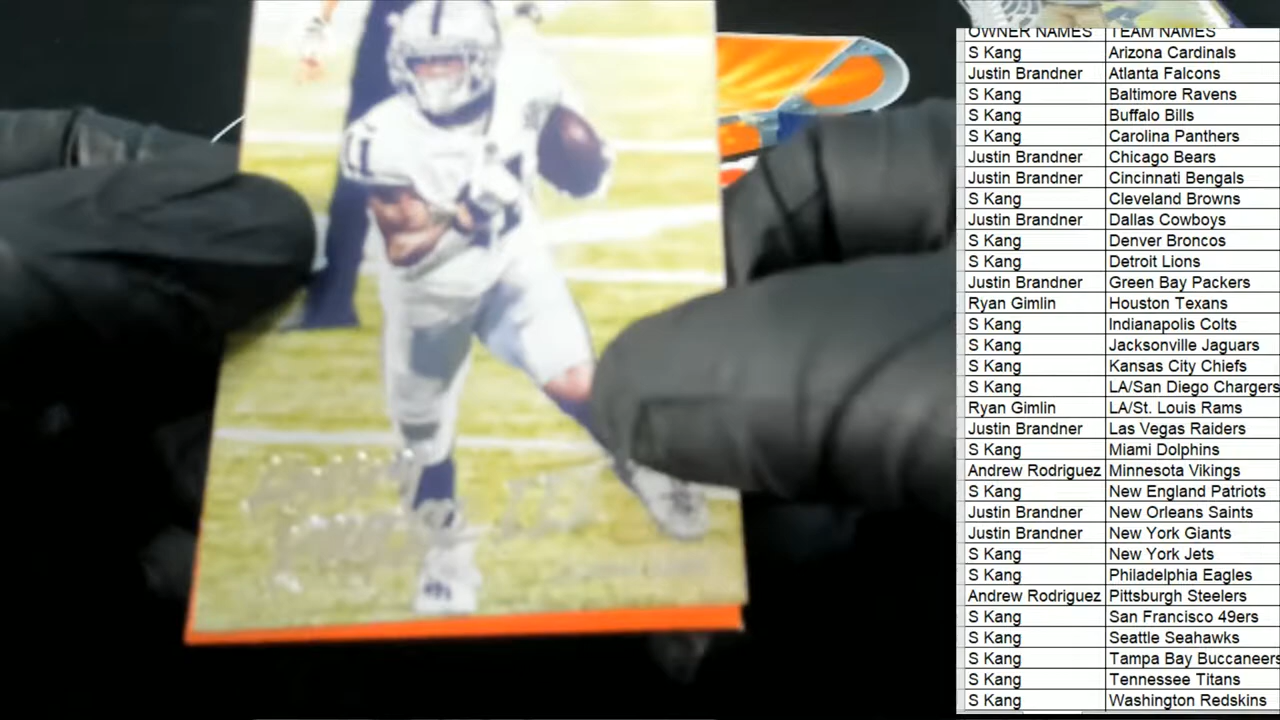 OWNER NAMES TEAM NAMES
S Kang Arizona Cardinals
Justin Brandner Atlanta Falcons
S Kang Baltimore Ravens
S Kang Buffalo Bills
S Kang Carolina Panthers
Justin Brandner Chicago Bears
Justin Brandner Cincinnati Bengals
S Kang Cleveland Browns
Justin Brandner Dallas Cowboys
S Kang Denver Broncos
S Kang Detroit Lions
Justin Brandner Green Bay Packers
Ryan Gimlin Houston Texans
S Kang Indianapolis Colts
S Kang Jacksonville Jaguars
S Kang Kansas City Chiefs
S Kang LA/San Diego Chargers
Ryan Gimlin LA/St. Louis Rams
Justin Brandner Las Vegas Raiders
S Kang Miami Dolphins
Andrew Rodriguez Minnesota Vikings
S Kang New England Patriots
Justin Brandner New Orleans Saints
Justin Brandner New York Giants
S Kang New York Jets
S Kang Philadelphia Eagles
Andrew Rodriguez Pittsburgh Steelers
S Kang San Francisco 49ers
S Kang Seattle Seahawks
S Kang Tampa Bay Buccaneers
S Kang Tennessee Titans
S Kang Washington Redskins